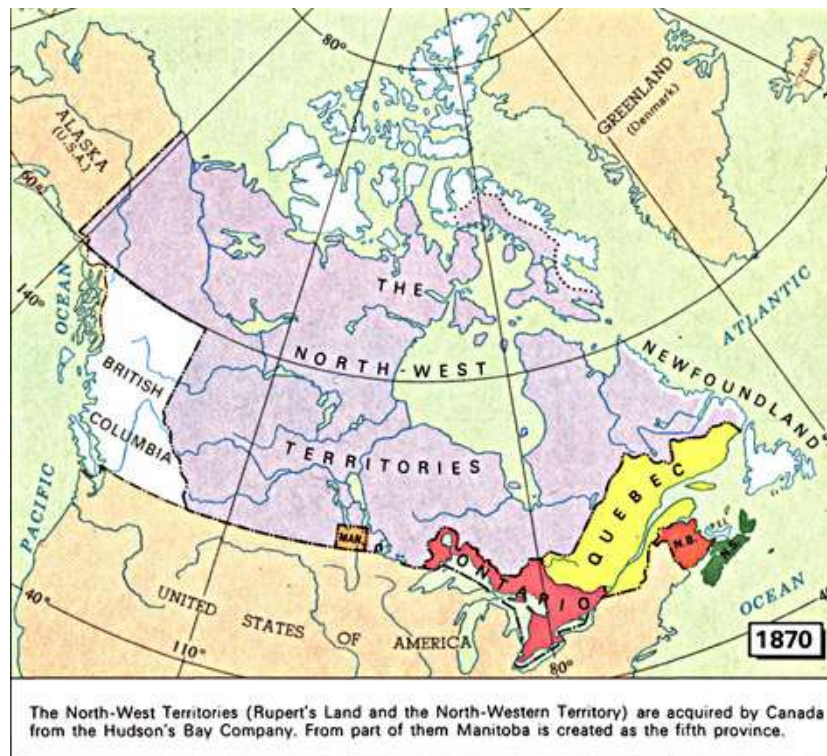 80°
GREENLAND
(Denmark)
ICELAND
ALASKA
(U.S.A.)
60°
140°
OCEAN
PACIFIC
THE
NORTH-WEST
TERRITORIES
BRITISH
COLUMBIA
ATLANTIC
OCEAN
NEWFOUNDLAND
QUEBEC
ONTARIO
MAN.
N.B.
P.E.I.
N.S.
40°
UNITED STATES OF AMERICA
110°
80°
1870
The North-West Territories (Rupert's Land and the North-Western Territory) are acquired by Canada
from the Hudson's Bay Company. From part of them Manitoba is created as the fifth province.